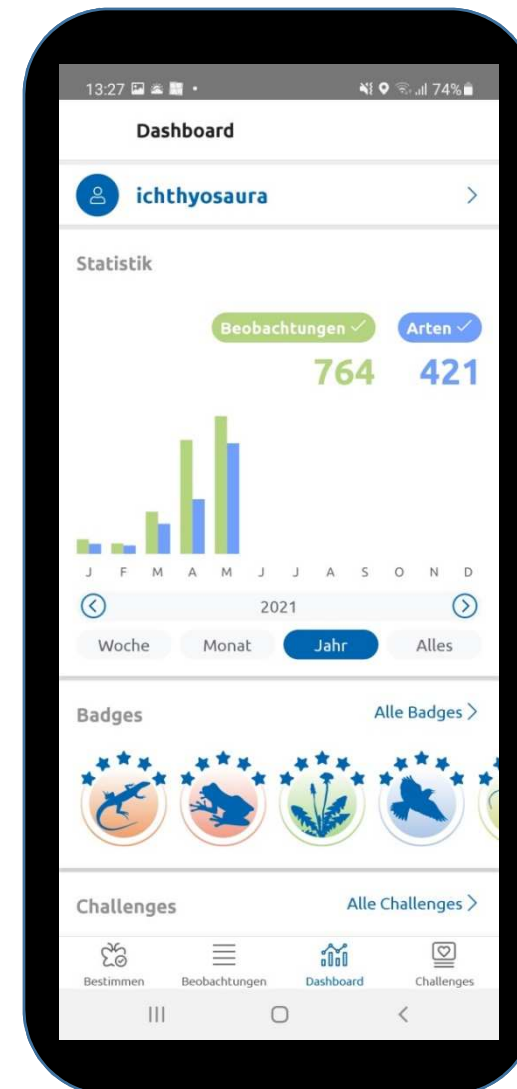 13:27 74%
Dashboard
ichthyosaura
Statistik
Beobachtungen Arten
764 421
J F M A M J J A S O N D
2021
Woche Monat Jahr Alles
Badges Alle Badges
Challenges Alle Challenges
Bestimmen Beobachtungen Dashboard Challenges